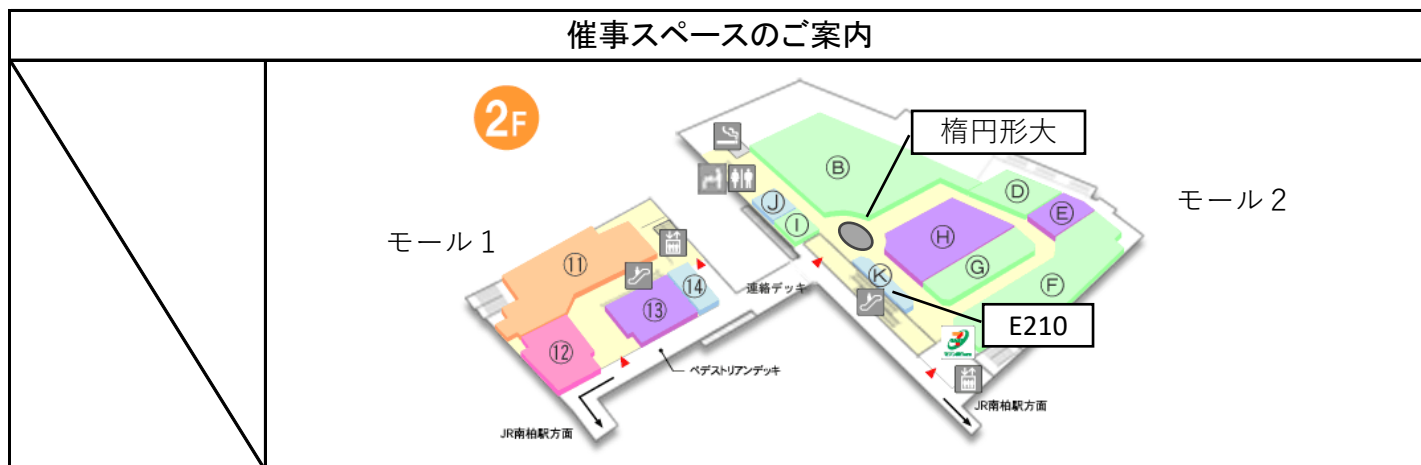 催事スペースのご案内
2F
楕円形大
モール2
モール1
B
D
E
J
I
H
G
F
K
E210
連絡デッキ
11
12
13
14
ペデストリアンデッキ
JR南柏駅方面
JR南柏駅方面